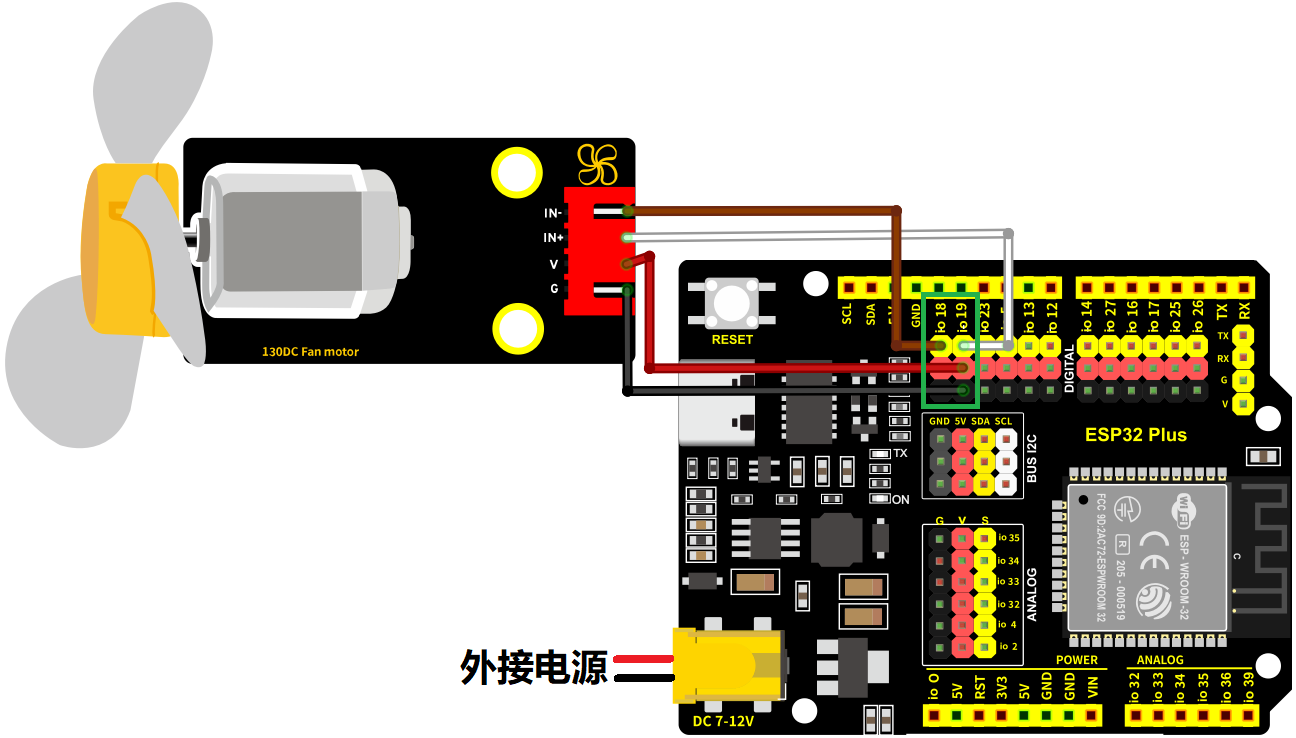 IN-
IN+
V
G
130DC Fan motor
RESET
SCL
SDA
GND
io 18
io 19
io 23
io 13
io 12
io 14
io 27
io 16
io 17
io 25
io 26
TX
RX
TX
RX
G
V
DIGITAL
ESP32 Plus
GND 5V SDA SCL
BUS I2C
TX
ON
G V S
io 35
io 34
io 33
io 32
io 4
io 2
ANALOG
WiFi ESP - WROOM -32
CE
R 205 - 000519
FCC 9D:2AC72-ESPWROOM 32
C
外接电源
DC 7-12V
POWER
ANALOG
io 0
5V
RST
3V3
5V
GND
GND
VIN
io 32
io 33
io 34
io 35
io 36
io 39